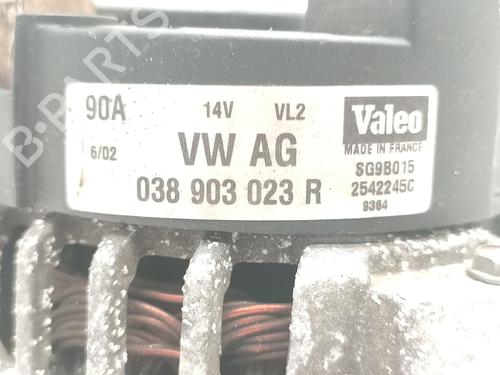 B-PARTS
90A 14V VL2 Valeo
6/02 VW AG MADE IN FRANCE
038 903 023 R SG9B015
2542245C
9364